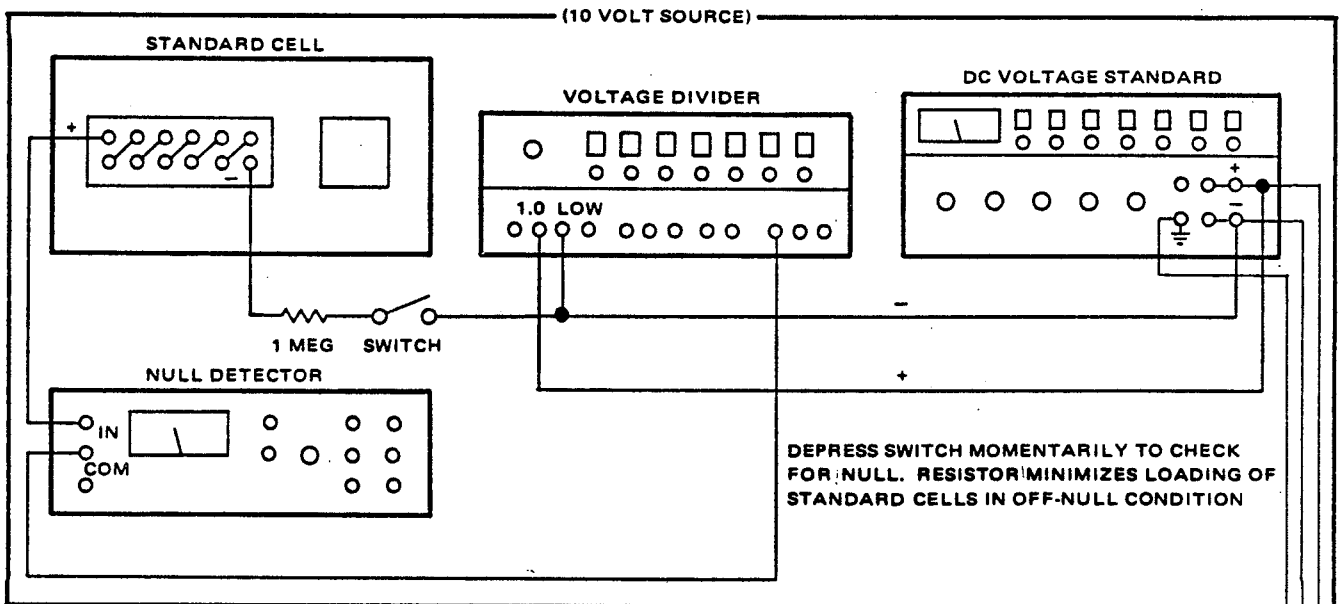 (10 VOLT SOURCE)
STANDARD CELL
+
−
VOLTAGE DIVIDER
1.0 LOW
DC VOLTAGE STANDARD
+
−
1 MEG
SWITCH
−
+
NULL DETECTOR
IN
COM
DEPRESS SWITCH MOMENTARILY TO CHECK
FOR NULL. RESISTOR MINIMIZES LOADING OF
STANDARD CELLS IN OFF-NULL CONDITION